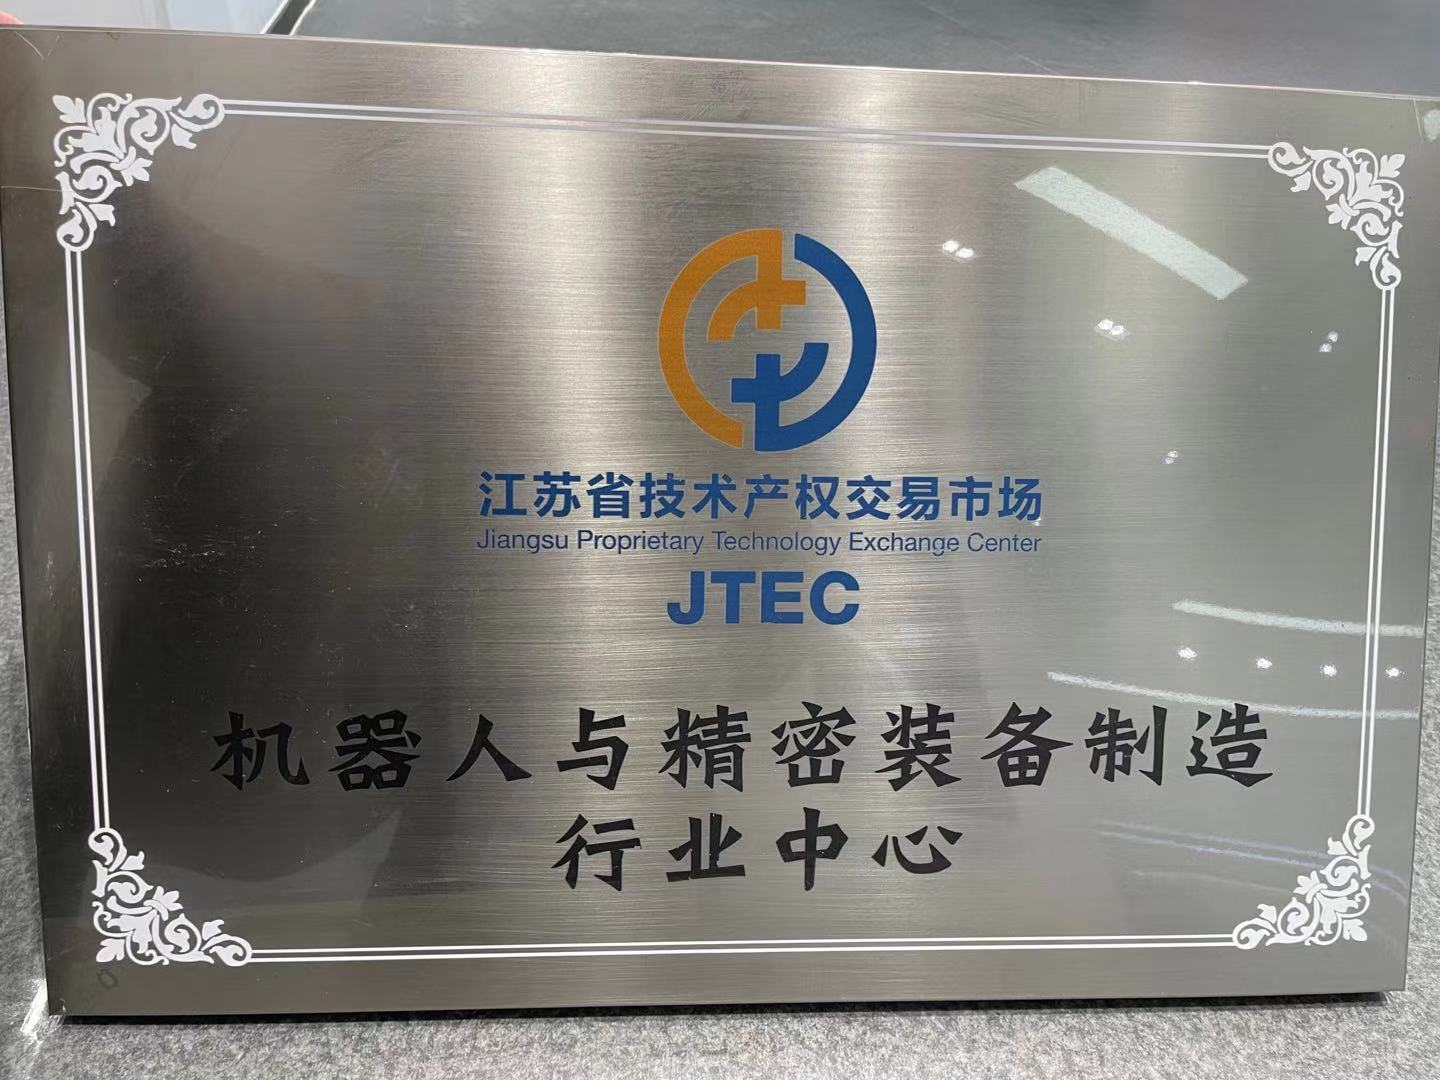 江苏省技术产权交易市场
Jiangsu Proprietary Technology Exchange Center
JTEC
机器人与精密装备制造
行业中心